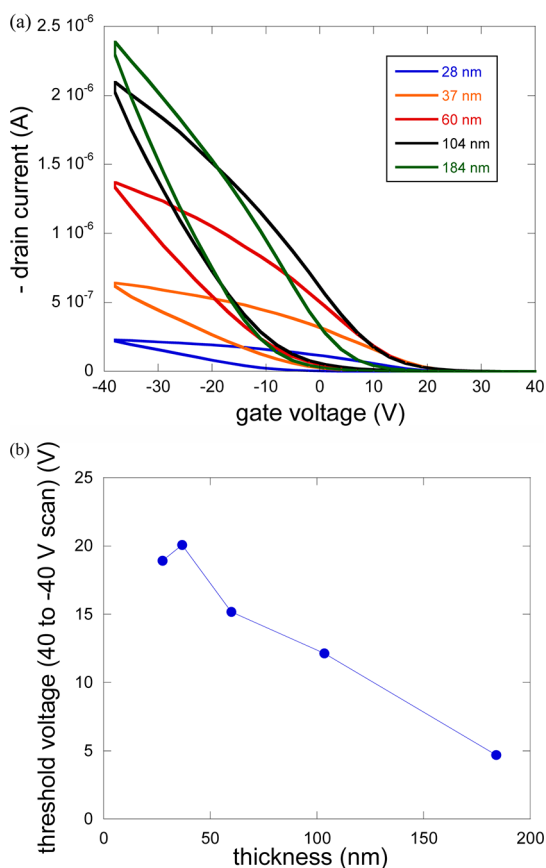 (a)
2.5 10⁻⁶
2 10⁻⁶
1.5 10⁻⁶
1 10⁻⁶
5 10⁻⁷
0
- drain current (A)
28 nm
37 nm
60 nm
104 nm
184 nm
-40 -30 -20 -10 0 10 20 30 40
gate voltage (V)
(b)
25
20
15
10
5
0
threshold voltage (40 to -40 V scan) (V)
0 50 100 150 200
thickness (nm)